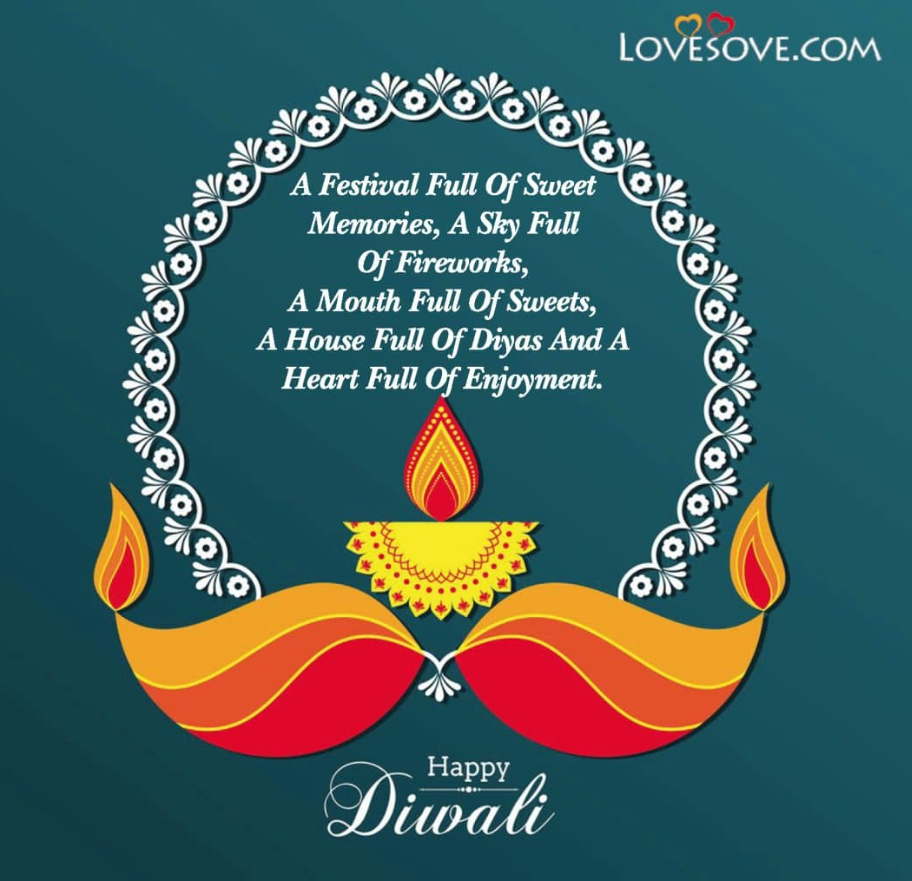 LOVESOVE.COM
A Festival Full Of Sweet
Memories, A Sky Full
Of Fireworks,
A Mouth Full Of Sweets,
A House Full Of Diyas And A
Heart Full Of Enjoyment.
Happy
Diwali